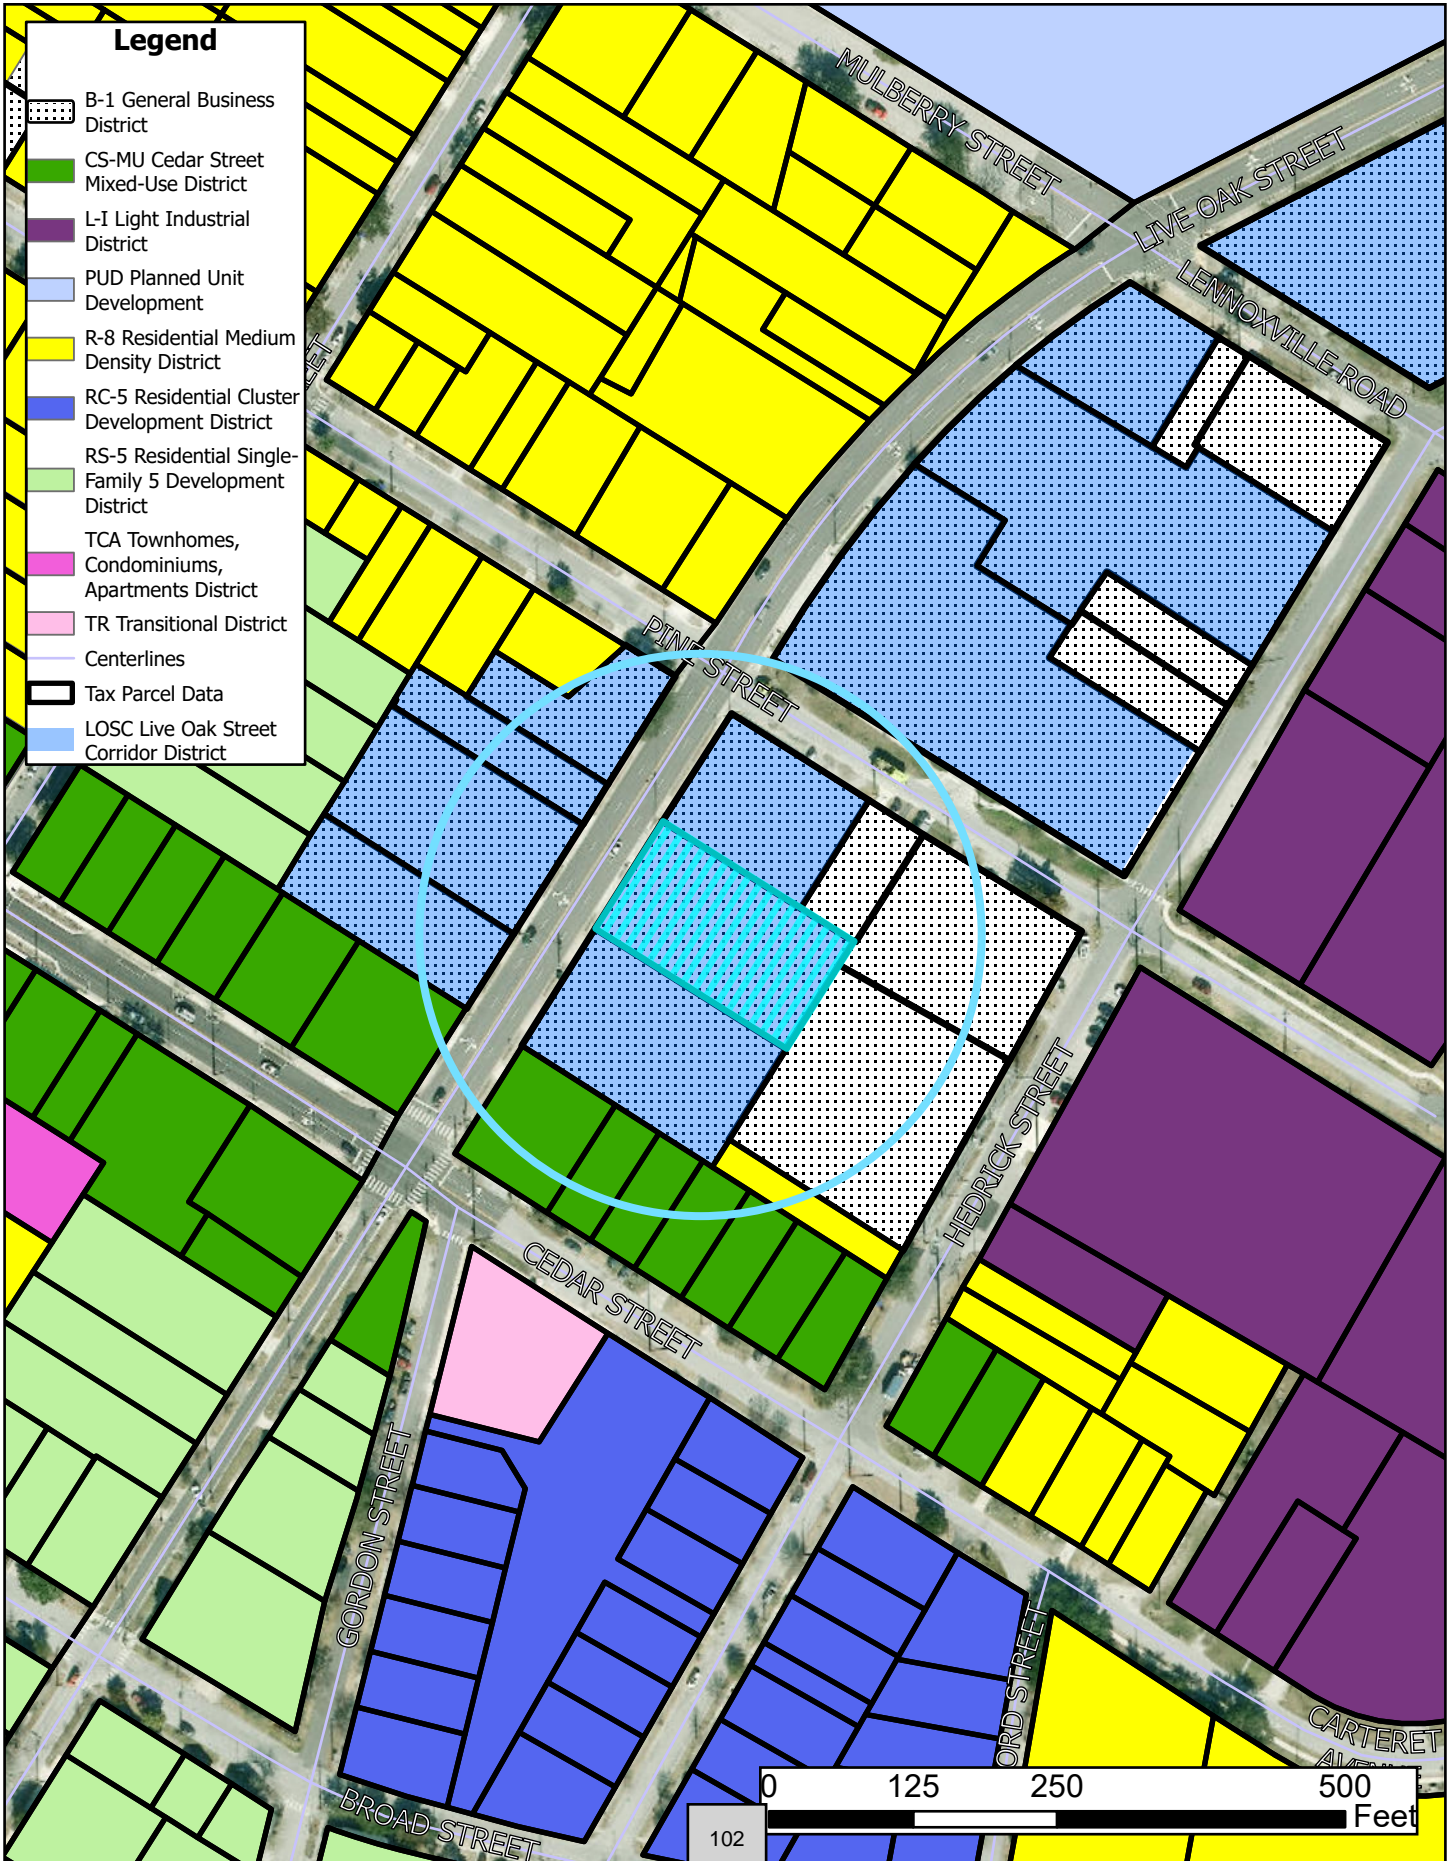 Legend
B-1 General Business
District
CS-MU Cedar Street
Mixed-Use District
L-I Light Industrial
District
PUD Planned Unit
Development
R-8 Residential Medium
Density District
RC-5 Residential Cluster
Development District
RS-5 Residential Single-
Family 5 Development
District
TCA Townhomes,
Condominiums,
Apartments District
TR Transitional District
Centerlines
Tax Parcel Data
LOSC Live Oak Street
Corridor District
MULBERRY STREET
LIVE OAK STREET
LENNOXVILLE ROAD
PINE STREET
HEDRICK STREET
CEDAR STREET
GORDON STREET
ORD STREET
CARTERET
AVENUE
BROAD STREET
0 125 250 500
Feet
102